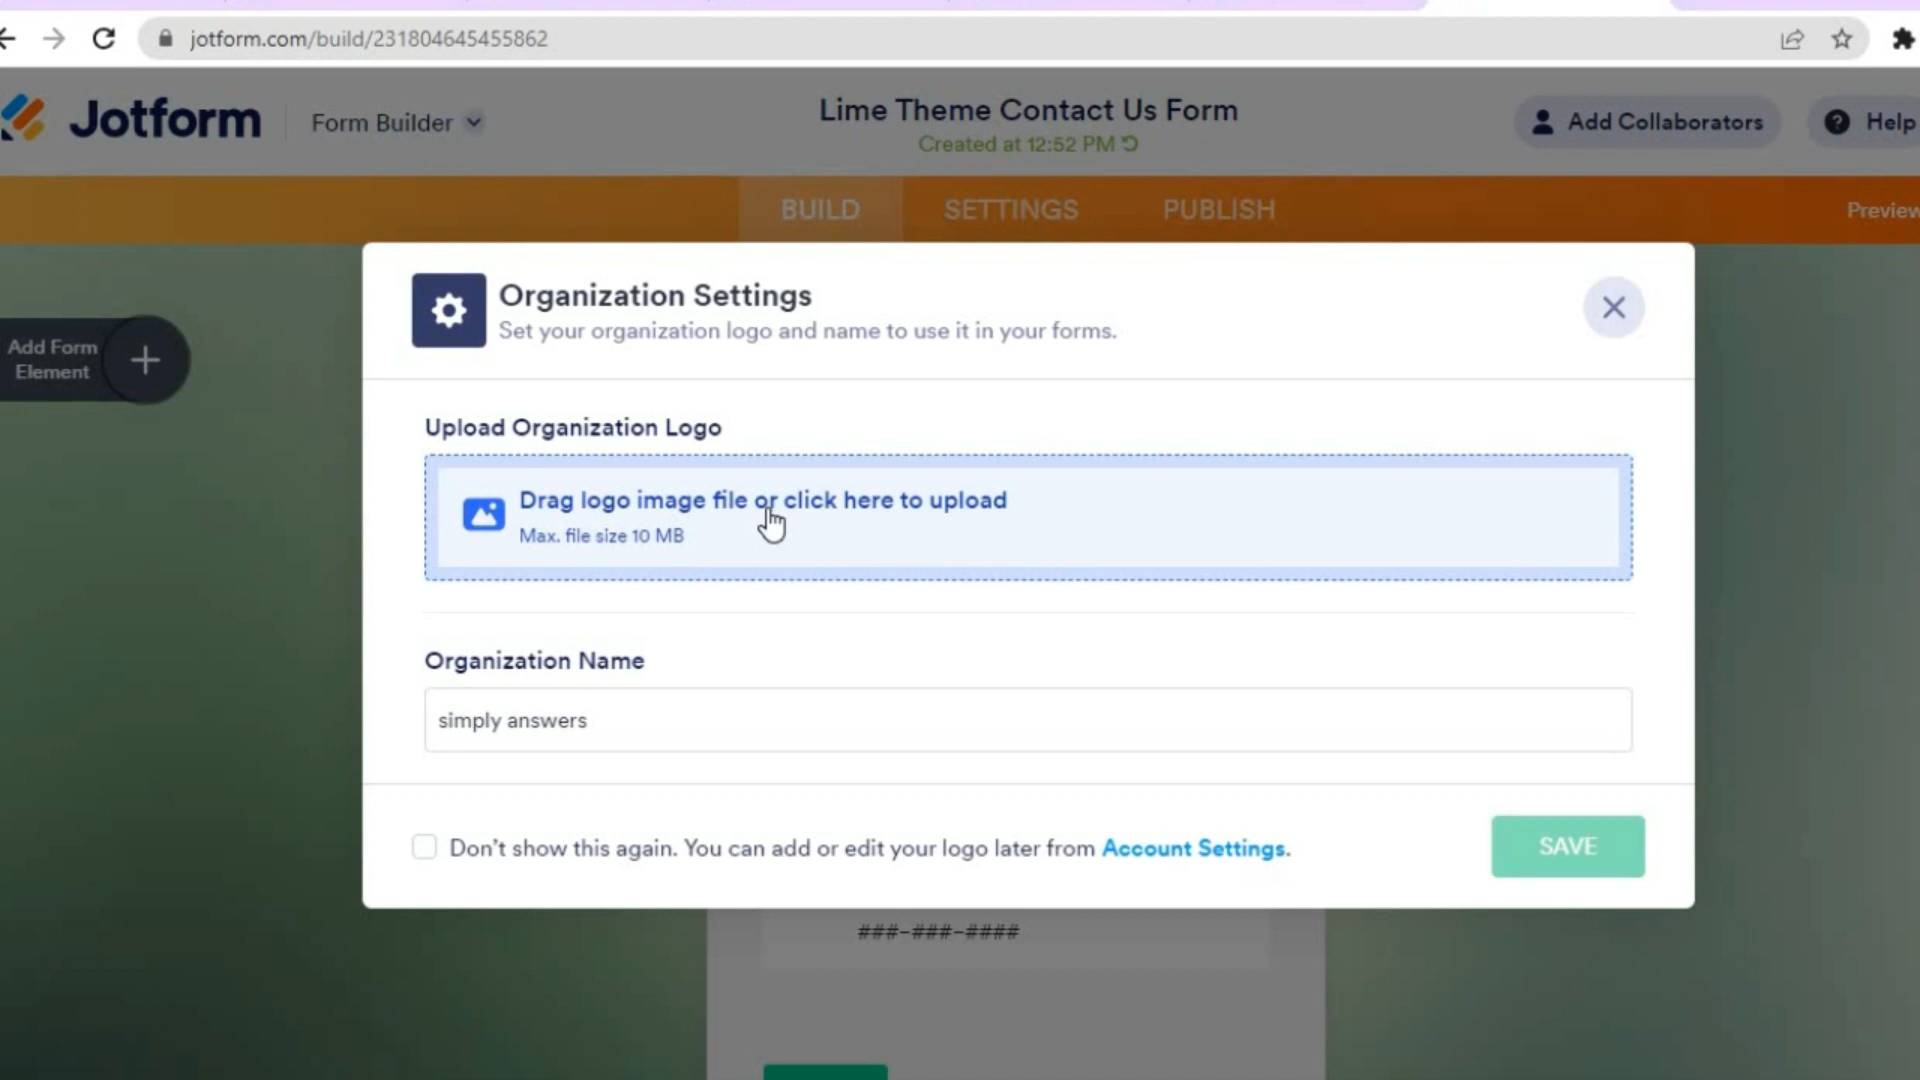 jotform.com/build/231804645455862
Jotform
Form Builder
Lime Theme Contact Us Form
Created at 12:52 PM
Add Collaborators
Help
BUILD
SETTINGS
PUBLISH
Preview
Add Form
Element
Organization Settings
Set your organization logo and name to use it in your forms.
Upload Organization Logo
Drag logo image file or click here to upload
Max. file size 10 MB
Organization Name
simply answers
Don't show this again. You can add or edit your logo later from Account Settings.
SAVE
###-###-####